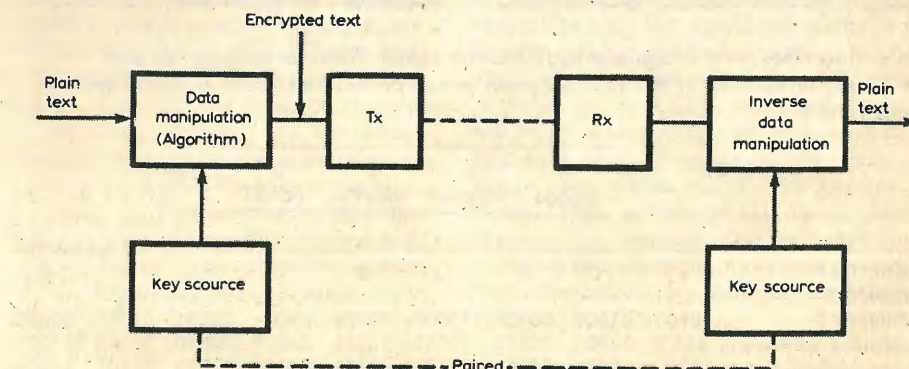 Encrypted text
Plain
text
Data
manipulation
(Algorithm)
Tx
Rx
Inverse
data
manipulation
Plain
text
Key scource
Key scource
Paired